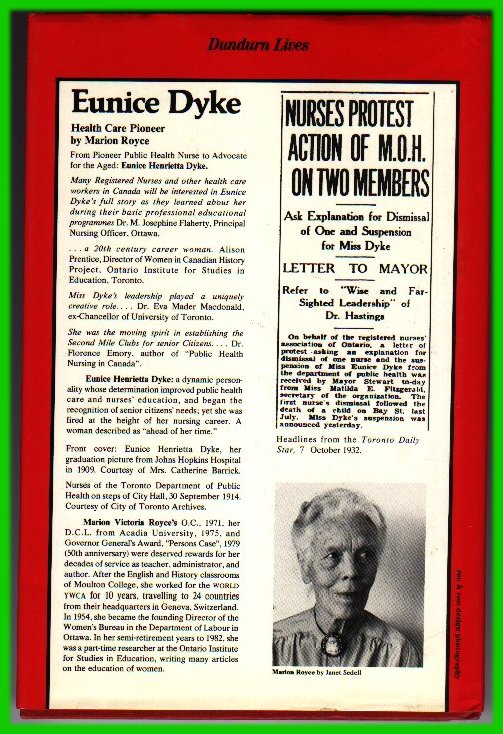 Dundurn Lives
Eunice Dyke
Health Care Pioneer
by Marion Royce
From Pioneer Public Health Nurse to Advocate
for the Aged: Eunice Henrietta Dyke.
Many Registered Nurses and other health care
workers in Canada will be interested in Eunice
Dyke's full story as they learned about her
during their basic professional educational
programmes Dr. M. Josephine Flaherty, Principal
Nursing Officer, Ottawa.
. . . a 20th century career woman. Alison
Prentice, Director of Women in Canadian History
Project, Ontario Institute for Studies in
Education, Toronto.
Miss Dyke's leadership played a uniquely
creative role. . . . Dr. Eva Mader Macdonald,
ex-Chancellor of University of Toronto.
She was the moving spirit in establishing the
Second Mile Clubs for senior Citizens. . . . Dr.
Florence Emory, author of "Public Health
Nursing in Canada".
Eunice Henrietta Dyke: a dynamic person-
ality whose determination improved public health
care and nurses' education, and began the
recognition of senior citizens' needs; yet she was
fired at the height of her nursing career. A
woman described as "ahead of her time."
Front cover: Eunice Henrietta Dyke, her
graduation picture from Johns Hopkins Hospital
in 1909. Courtesy of Mrs. Catherine Barrick.
Nurses of the Toronto Department of Public
Health on steps of City Hall, 30 September 1914.
Courtesy of City of Toronto Archives.
Marion Victoria Royce's O.C., 1971, her
D.C.L. from Acadia University, 1975, and
Governor General's Award, "Persons Case", 1979
(50th anniversary) were deserved rewards for her
decades of service as teacher, administrator, and
author. After the English and History classrooms
of Moulton College, she worked for the WORLD
YWCA for 10 years, travelling to 24 countries
from their headquarters in Geneva, Switzerland.
In 1954, she became the founding Director of the
Women's Bureau in the Department of Labour in
Ottawa. In her semi-retirement years to 1982, she
was a part-time researcher at the Ontario Institute
for Studies in Education, writing many articles
on the education of women.
NURSES PROTEST
ACTION OF M.O.H.
ON TWO MEMBERS
Ask Explanation for Dismissal
of One and Suspension
for Miss Dyke
LETTER TO MAYOR
Refer to "Wise and Far-
Sighted Leadership" of
Dr. Hastings
On behalf of the registered nurses'
association of Ontario, a letter of
protest asking an explanation for
dismissal of one nurse and the sus-
pension of Miss Eunice Dyke from
the department of public health was
received by Mayor Stewart to-day
from Miss Matilda E. Fitzgerald,
secretary of the organization. The
first nurse's dismissal followed the
death of a child on Bay St. last
July. Miss Dyke's suspension was
announced yesterday.
Headlines from the Toronto Daily
Star, 7 October 1932.
Marion Royce by Janet Sedell
ron & ron design photography